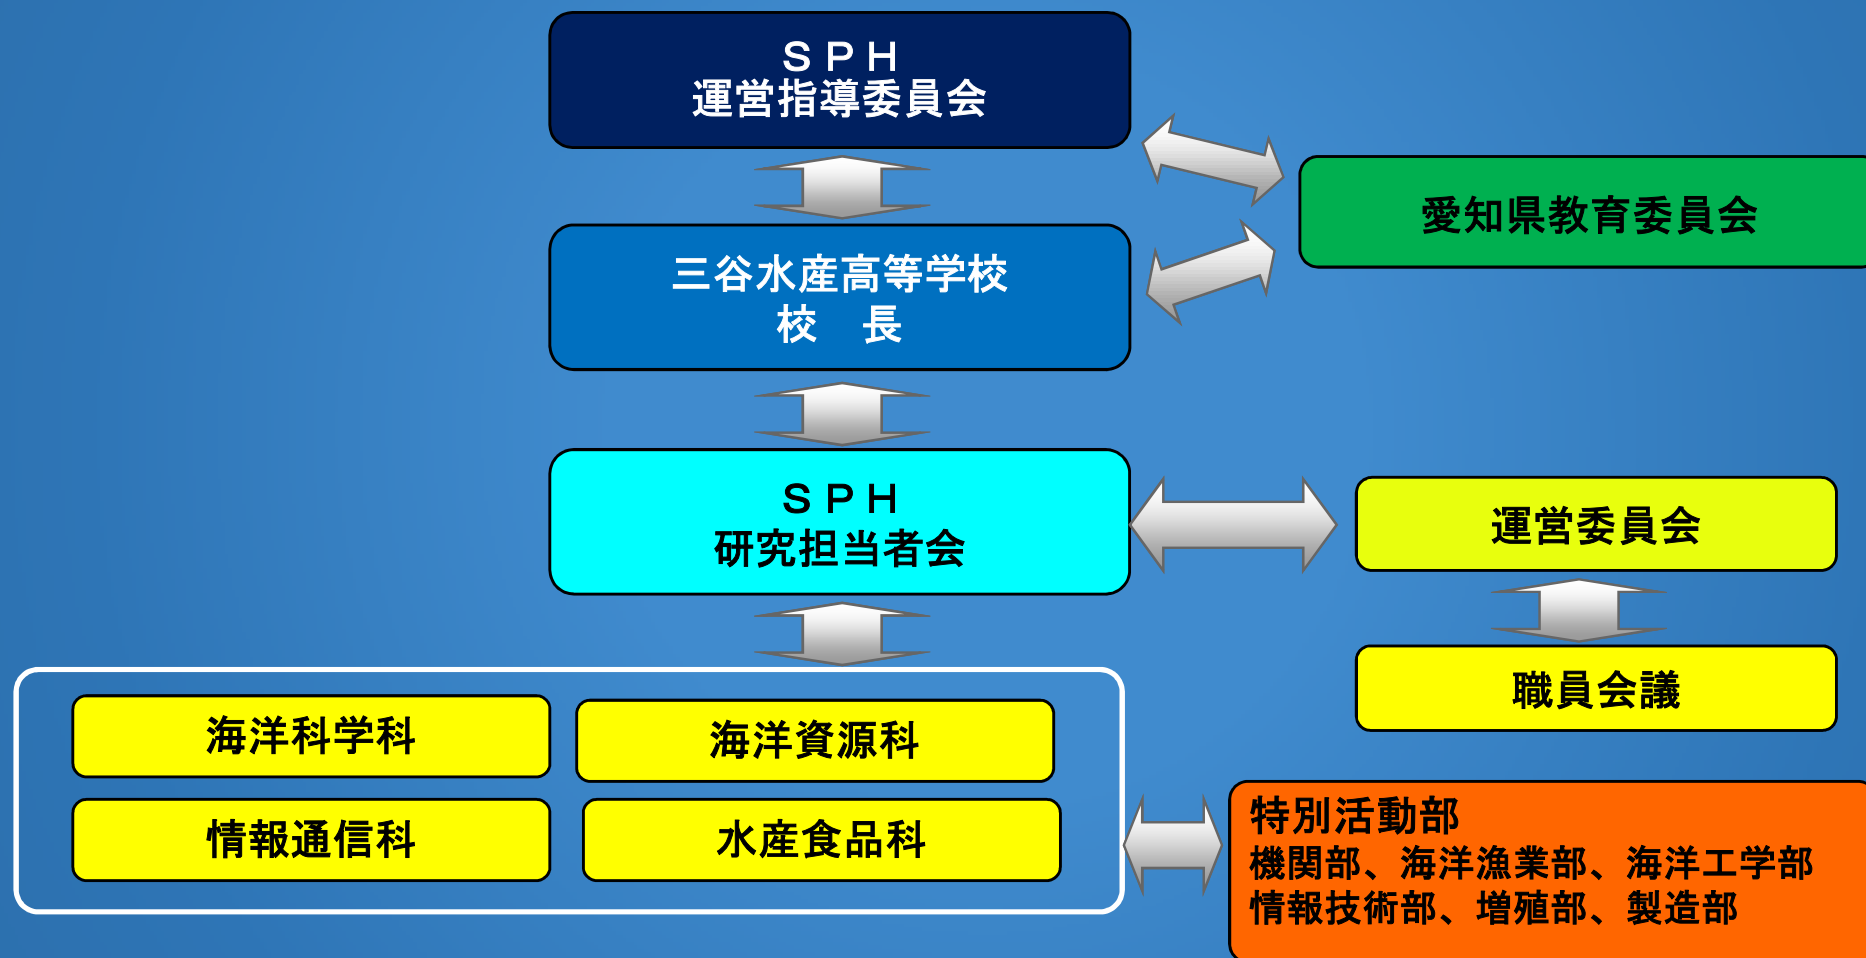 ＳＰＨ
運営指導委員会
愛知県教育委員会
三谷水産高等学校
校　長
ＳＰＨ
研究担当者会
運営委員会
職員会議
海洋科学科
海洋資源科
情報通信科
水産食品科
特別活動部
機関部、海洋漁業部、海洋工学部
情報技術部、増殖部、製造部